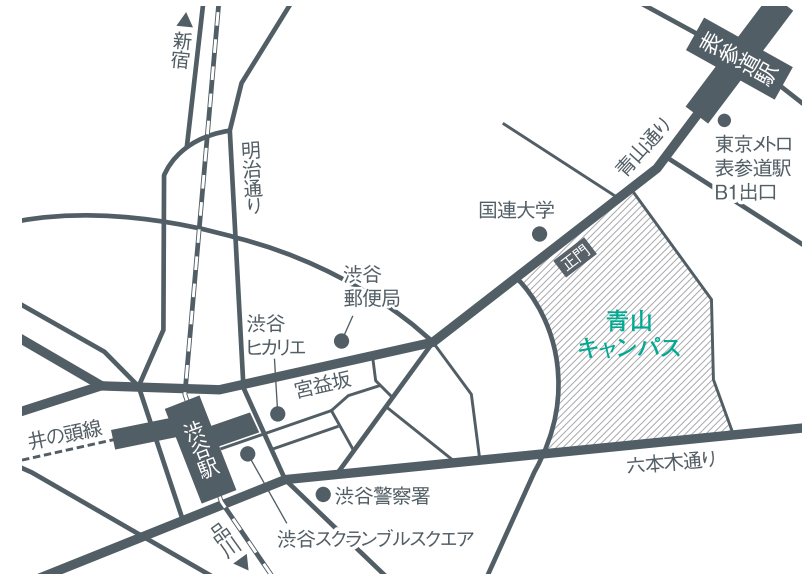 新宿
表参道駅
明治通り
青山通り
東京メトロ
表参道駅
B1出口
国連大学
正門
渋谷
郵便局
青山
キャンパス
渋谷
ヒカリエ
宮益坂
井の頭線
渋谷駅
六本木通り
渋谷警察署
品川
渋谷スクランブルスクエア